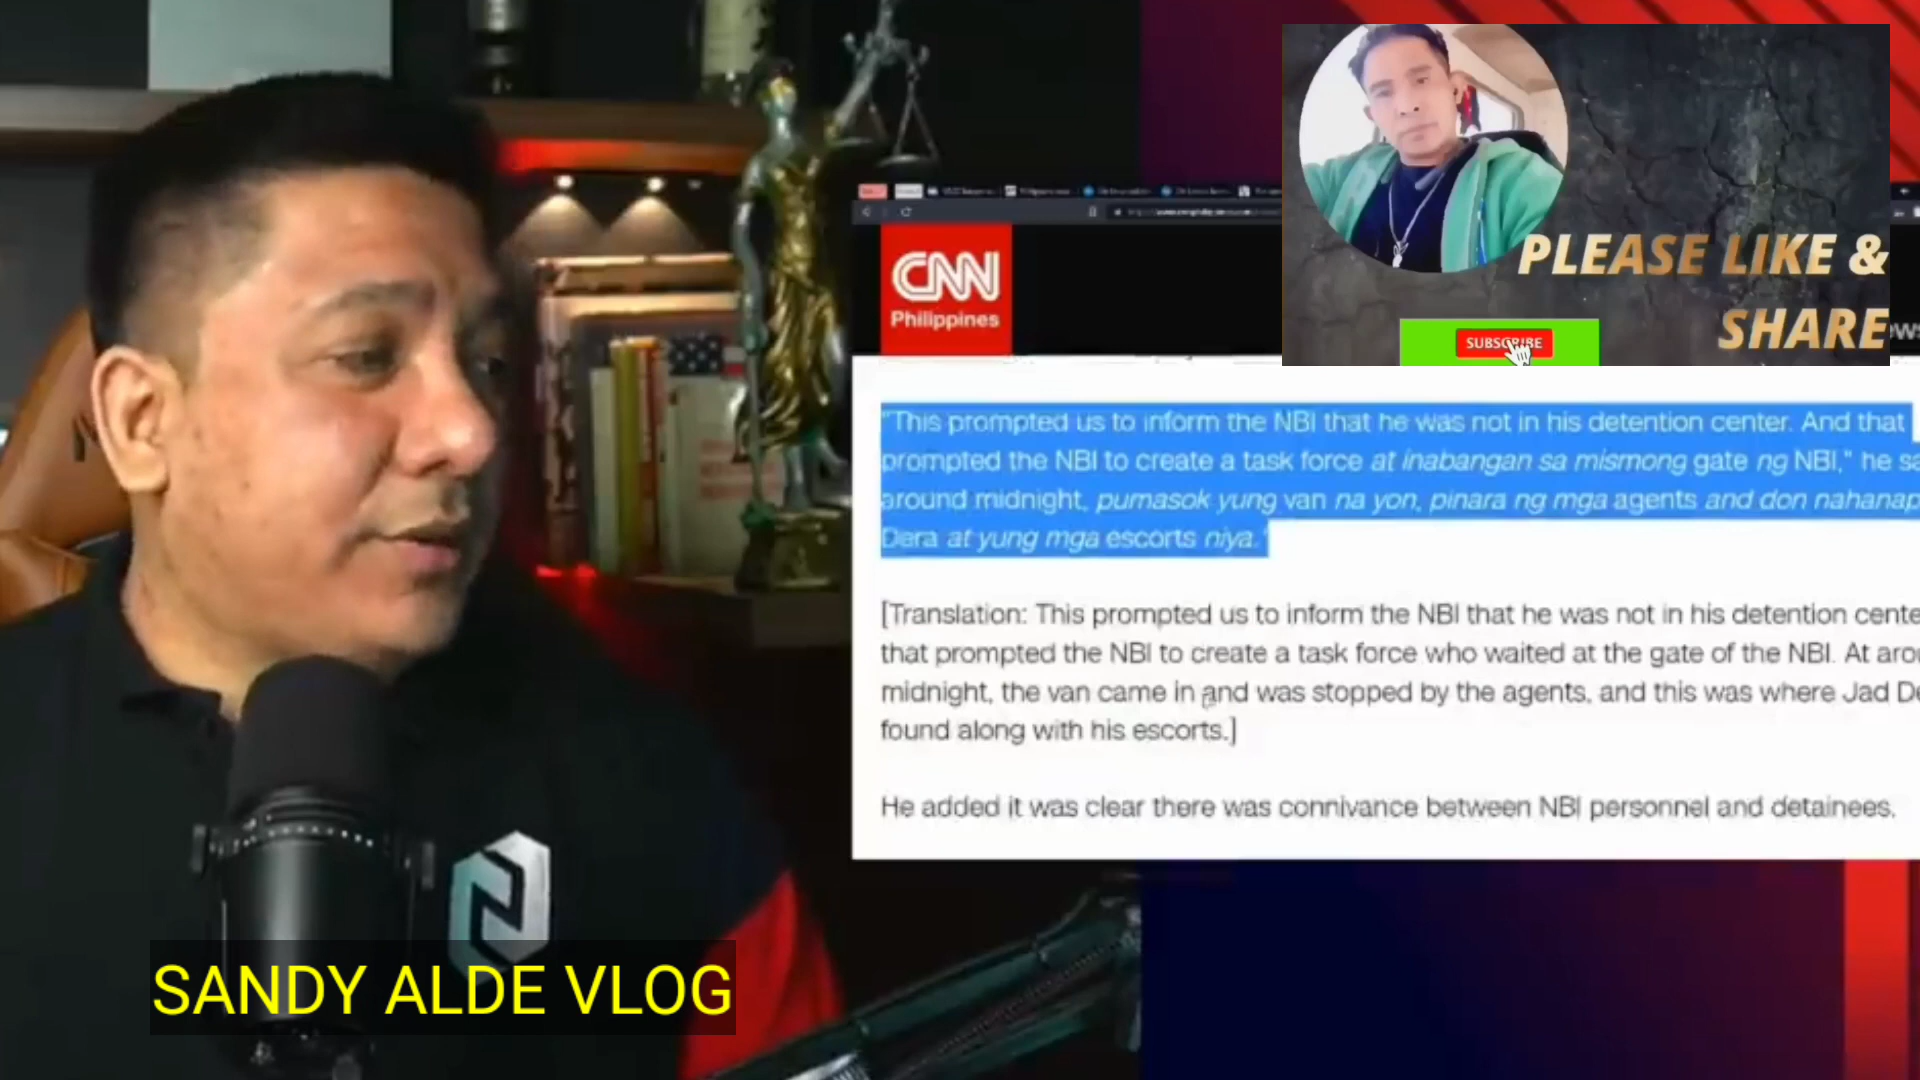 CNN
Philippines
PLEASE LIKE &
SHARE
SUBSCRIBE
"This prompted us to inform the NBI that he was not in his detention center. And that
prompted the NBI to create a task force at inabangan sa mismong gate ng NBI," he
around midnight, pumasok yung van na yon, pinara ng mga agents and don nahanap
Dera at yung mga escorts niya."
[Translation: This prompted us to inform the NBI that he was not in his detention
that prompted the NBI to create a task force who waited at the gate of the NBI. At
midnight, the van came in and was stopped by the agents, and this was where Jad
found along with his escorts.]
He added it was clear there was connivance between NBI personnel and detainees.
SANDY ALDE VLOG